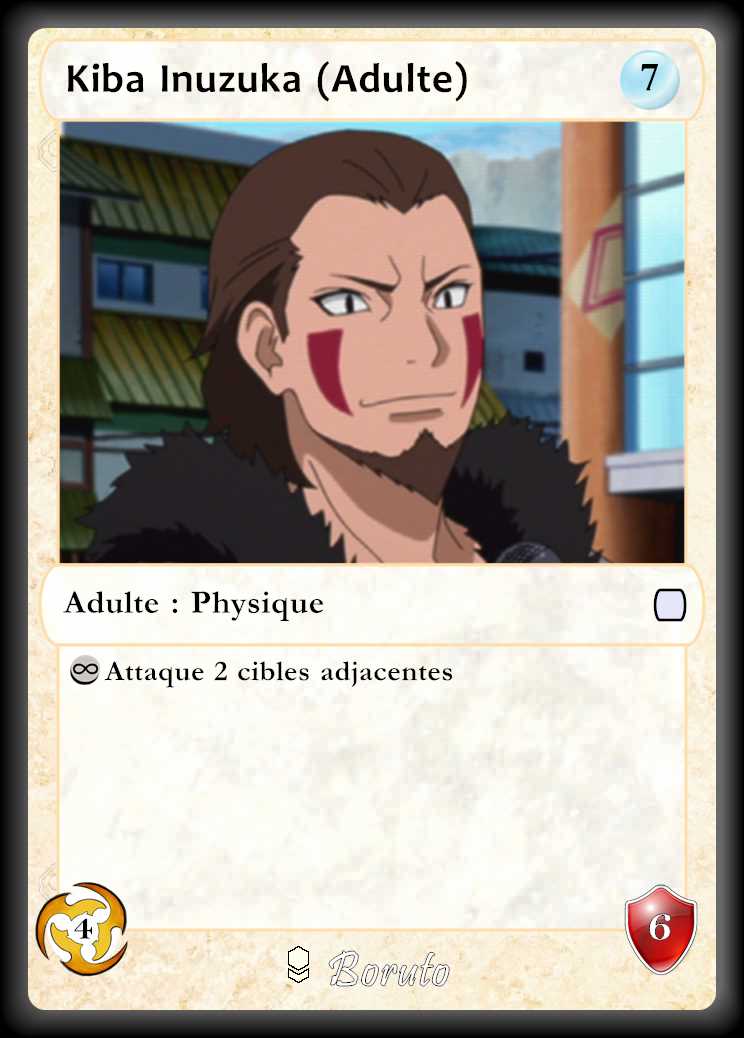 Kiba Inuzuka (Adulte)
7
Adulte : Physique
∞ Attaque 2 cibles adjacentes
4
6
Boruto